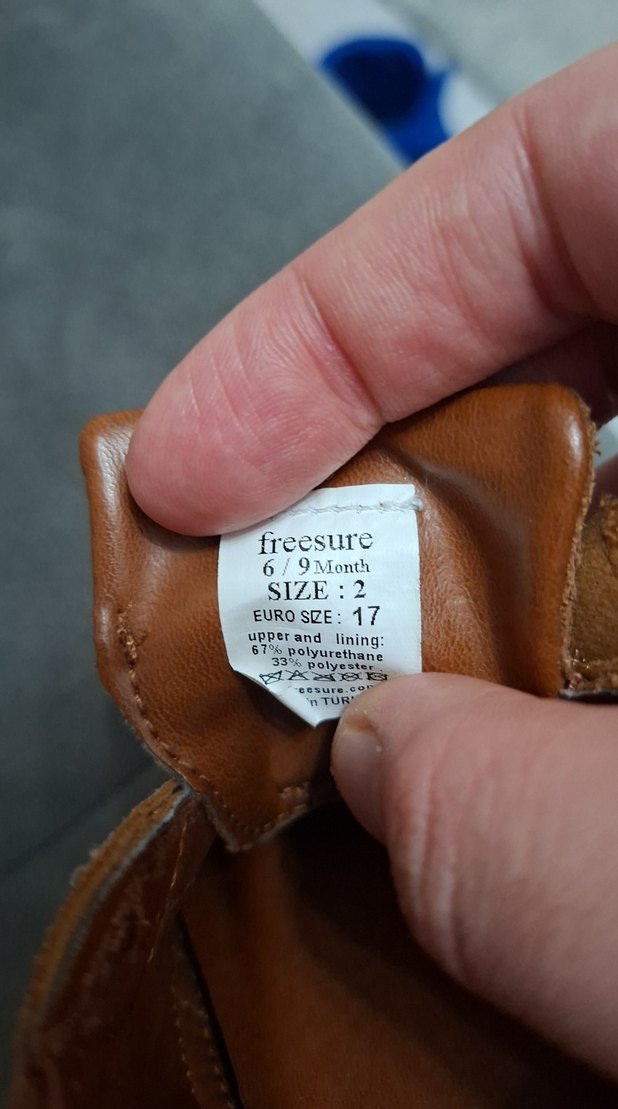 freesure
6 / 9 Month
SIZE : 2
EURO SIZE: 17
upper and lining:
67% polyurethane
33% polyester